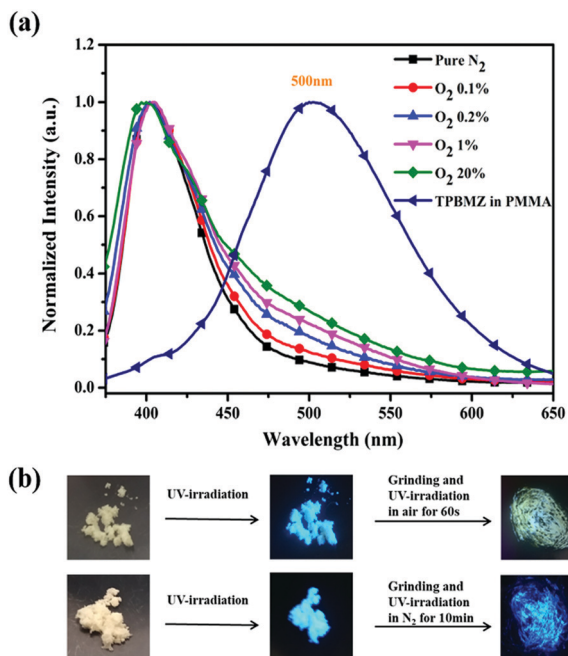 (a)
Normalized Intensity (a.u.)
1.2
1.0
0.8
0.6
0.4
0.2
0.0
500nm
Pure N₂
O₂ 0.1%
O₂ 0.2%
O₂ 1%
O₂ 20%
TPBMZ in PMMA
400 450 500 550 600 650
Wavelength (nm)
(b)
UV-irradiation
Grinding and
UV-irradiation
in air for 60s
UV-irradiation
Grinding and
UV-irradiation
in N₂ for 10min